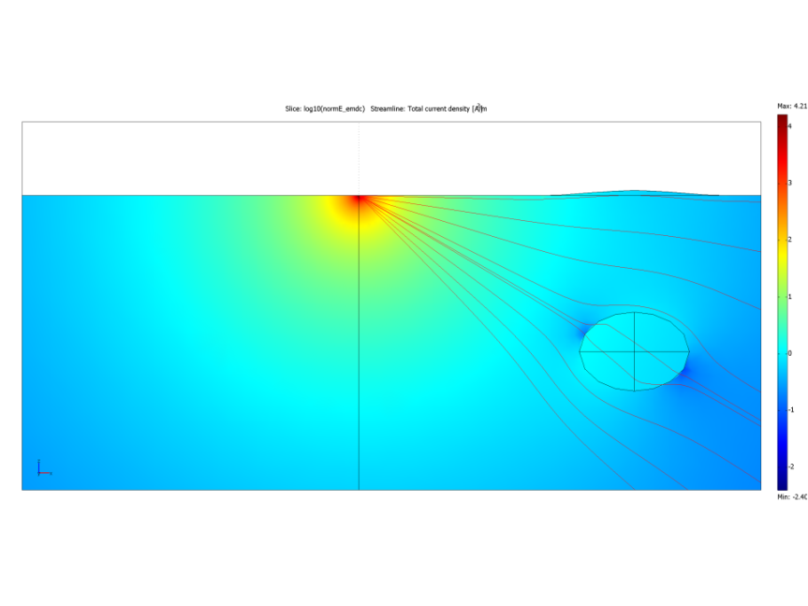 Slice: log10(normE_emdc) Streamline: Total current density [A/m
Max: 4.21
4
3
2
1
0
-1
-2
Min: -2.40